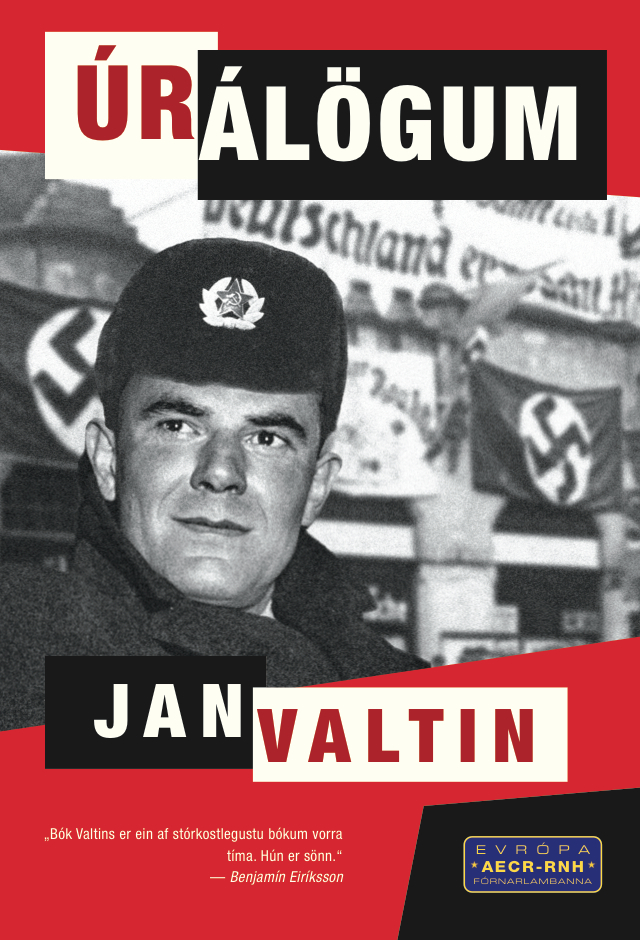 ÚR ÁLÖGUM
Deutschland
JAN VALTIN
„Bók Valtins er ein af stórkostlegustu bókum vorra
tíma. Hún er sönn.“
— Benjamín Eiríksson
EVRÓPA
AECR-RNH
FÓRNARLAMBANNA